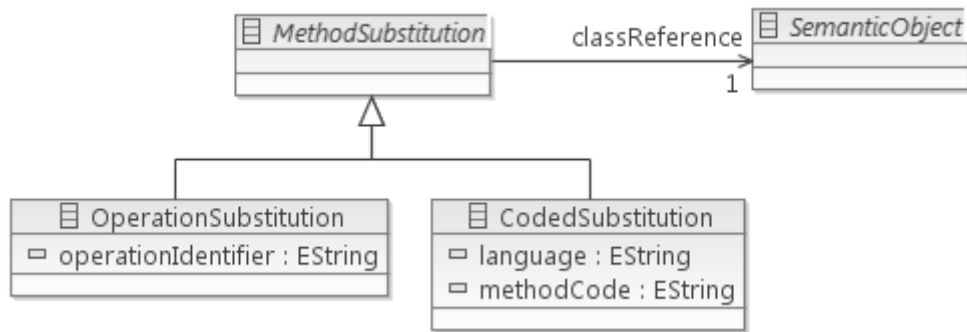 MethodSubstitution
classReference
SemanticObject
1
OperationSubstitution
operationIdentifier : EString
CodedSubstitution
language : EString
methodCode : EString